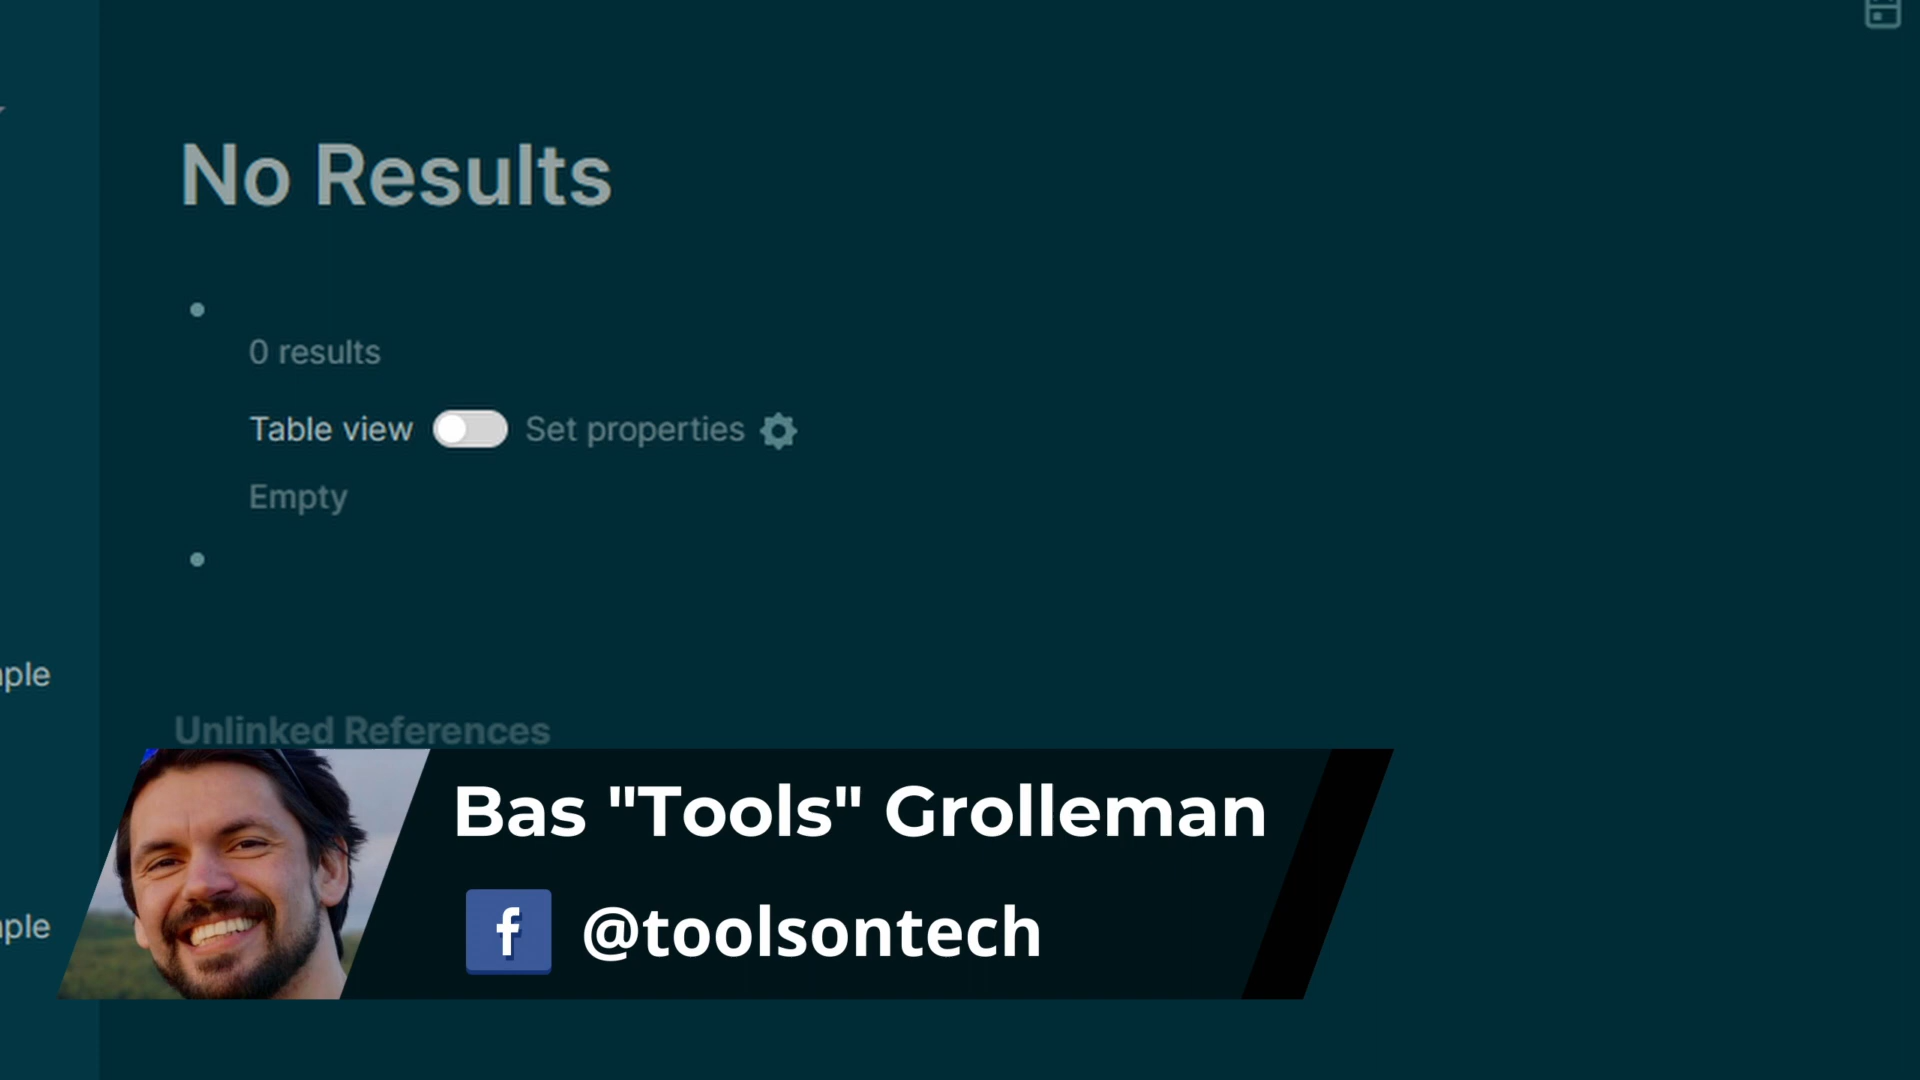 No Results
0 results
Table view Set properties
Empty
ple
Unlinked References
Bas "Tools" Grolleman
f @toolsontech
ple